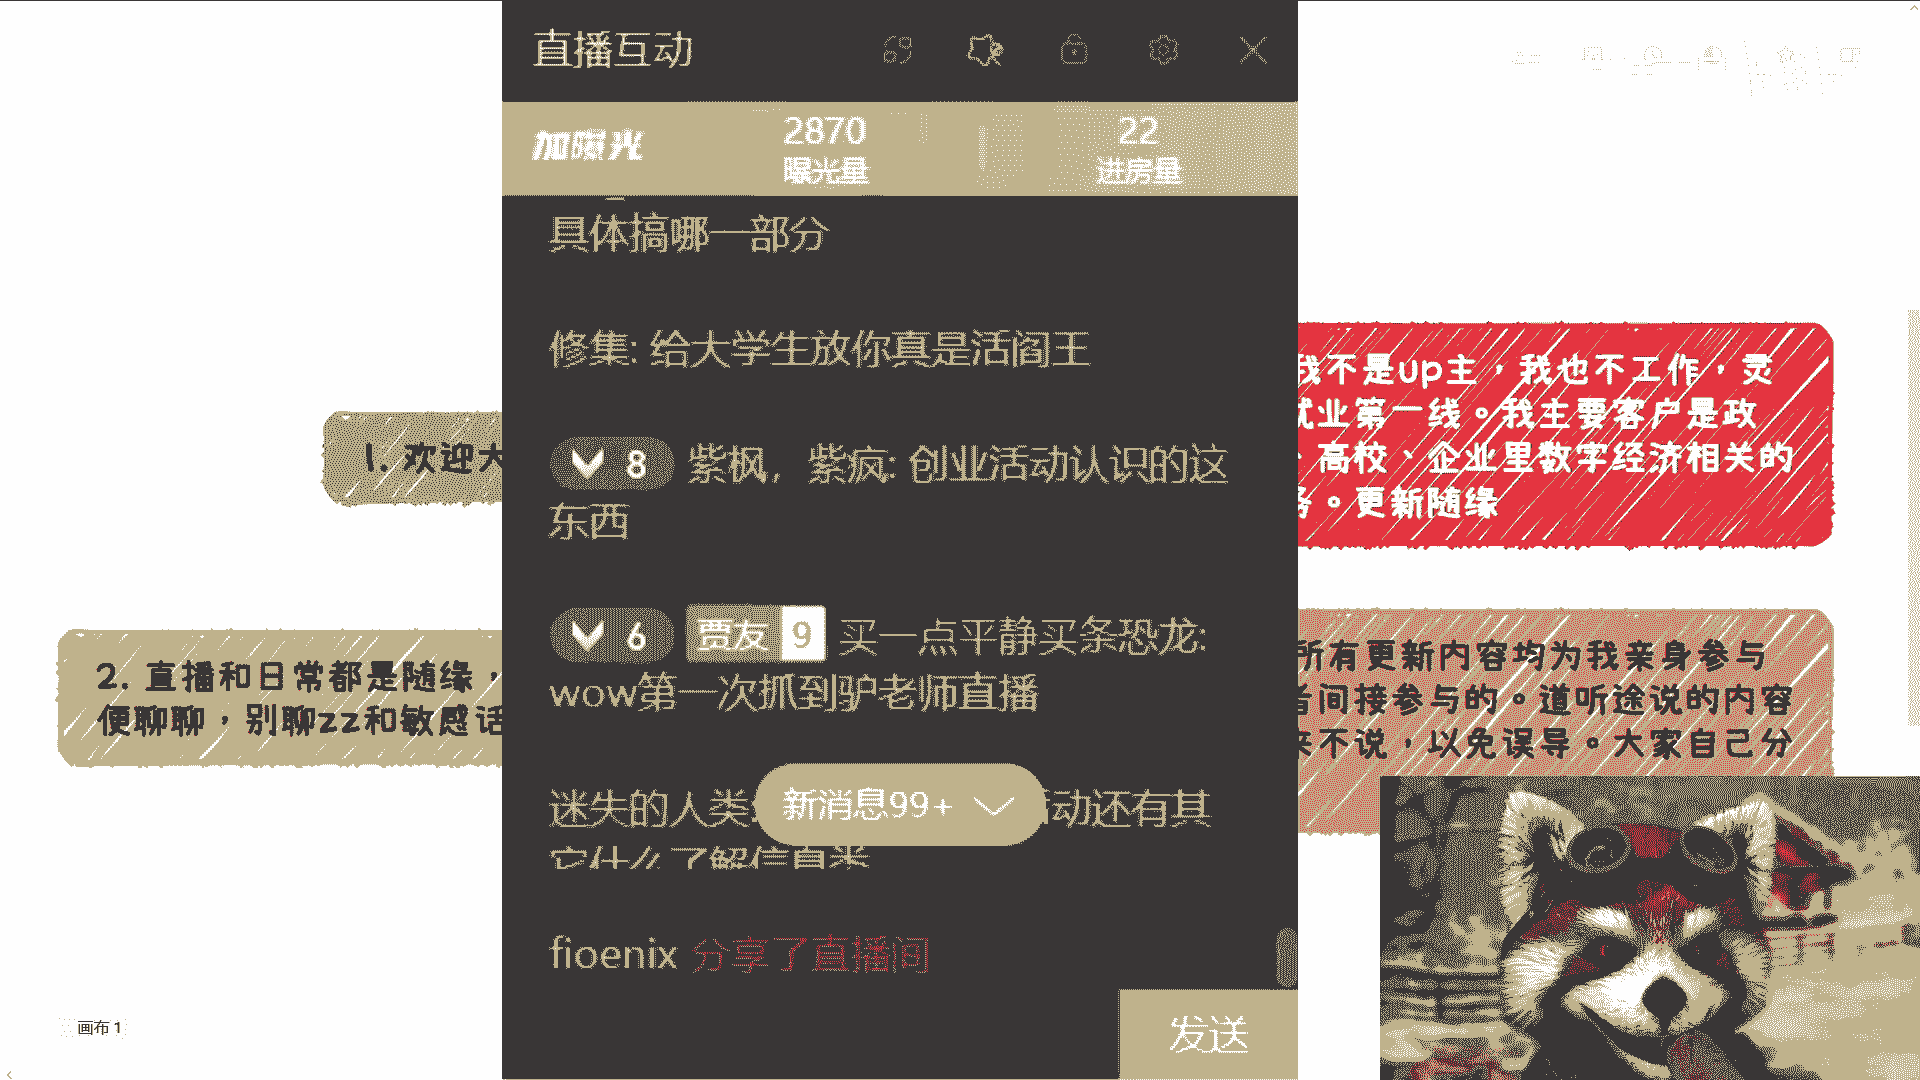 直播互动
加曝光
2870
曝光量
22
进房量
具体搞哪一部分
修集: 给大学生放你真是活阎王
8 紫枫，紫疯: 创业活动认识的这
东西
6 贾友 9 买一点平静买条恐龙:
wow第一次抓到驴老师直播
迷失的人类
新消息99+
动还有其
fioenix 分享了直播间
发送
1. 欢迎大
2. 直播和日常都是随缘，
便聊聊，别聊zz和敏感话
我不是up主，我也不工作，灵
就业第一线。我主要客户是政
、高校、企业里数字经济相关的
务。更新随缘
所有更新内容均为我亲身参与
者间接参与的。道听途说的内容
来不说，以免误导。大家自己分
画布 1